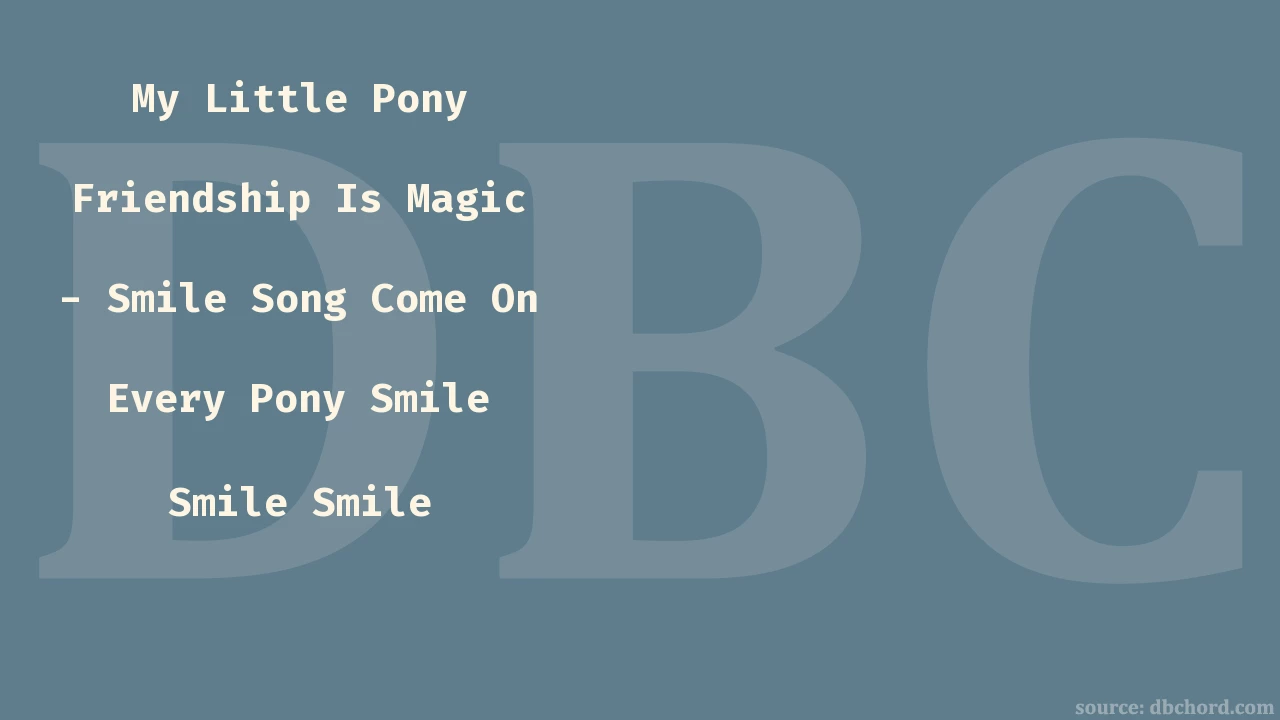 My Little Pony
Friendship Is Magic
- Smile Song Come On
Every Pony Smile
Smile Smile
DBC
source: dbchord.com